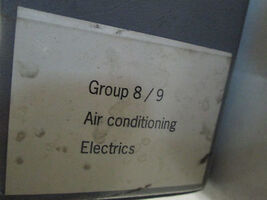 Group 8 / 9
Air conditioning
Electrics